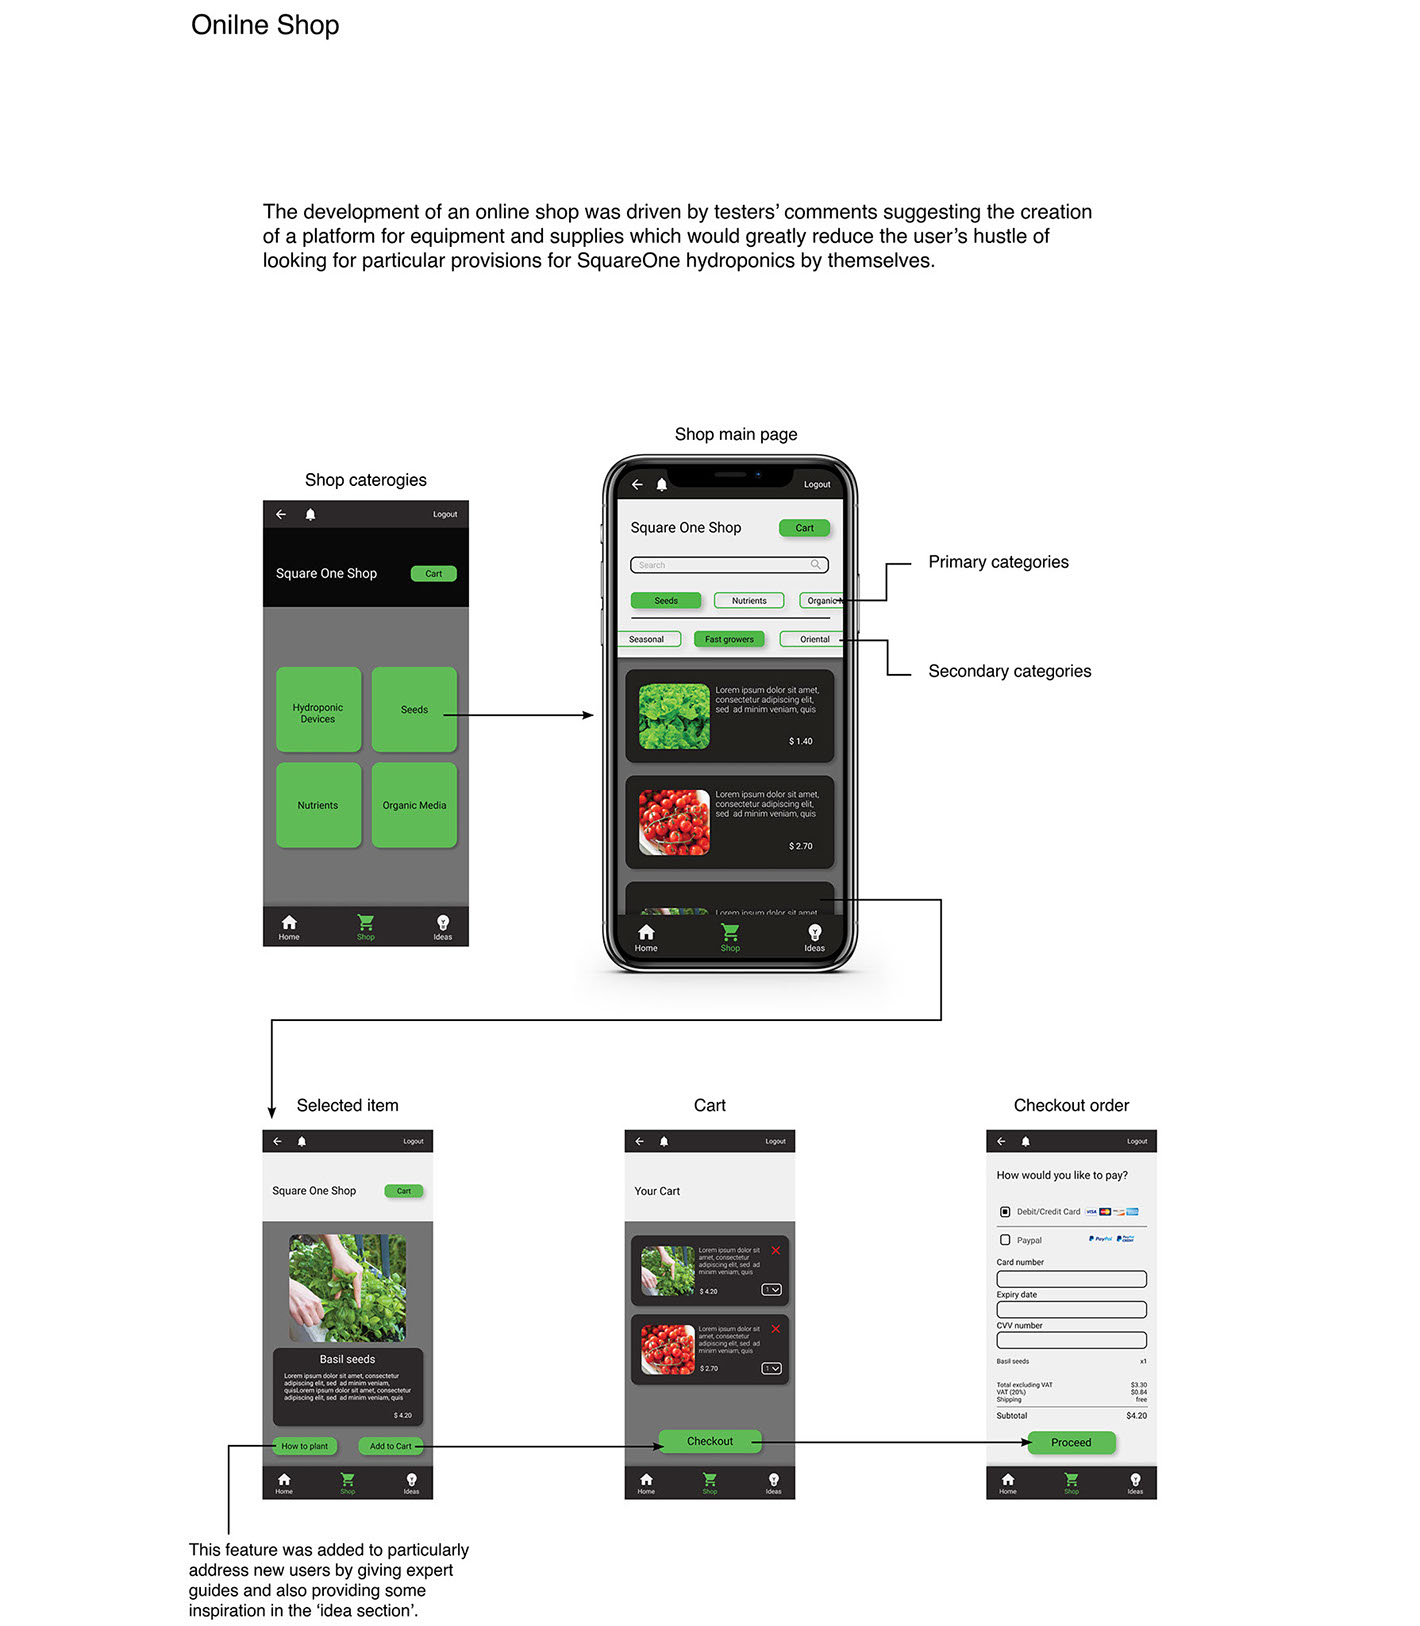 Onilne Shop
The development of an online shop was driven by testers’ comments suggesting the creation
of a platform for equipment and supplies which would greatly reduce the user’s hustle of
looking for particular provisions for SquareOne hydroponics by themselves.
Shop caterogies
Logout
Square One Shop
Cart
Hydroponic
Devices
Seeds
Nutrients
Organic Media
Home
Shop
Ideas
Shop main page
Logout
Square One Shop
Cart
Search
Seeds
Nutrients
Organic
Seasonal
Fast growers
Oriental
Primary categories
Secondary categories
Lorem ipsum dolor sit amet,
consectetur adipiscing elit,
sed ad minim veniam, quis
$ 1.40
Lorem ipsum dolor sit amet,
consectetur adipiscing elit,
sed ad minim veniam, quis
$ 2.70
Lorem ipsum dolor sit amet
Home
Shop
Ideas
Selected item
Logout
Square One Shop
Cart
Basil seeds
Lorem ipsum dolor sit amet, consectetur
adipiscing elit, sed ad minim veniam,
quisLorem ipsum dolor sit amet, consectetur
adipiscing elit, sed ad minim veniam, quis
$ 4.20
How to plant
Add to Cart
Home
Shop
Ideas
This feature was added to particularly
address new users by giving expert
guides and also providing some
inspiration in the ‘idea section’.
Cart
Logout
Your Cart
Lorem ipsum dolor sit
amet, consectetur
adipiscing elit, sed ad
minim veniam, quis
$ 4.20
1
Lorem ipsum dolor sit
amet, consectetur
adipiscing elit, sed ad
minim veniam, quis
$ 2.70
1
Checkout
Home
Shop
Ideas
Checkout order
Logout
How would you like to pay?
Debit/Credit Card VISA
Paypal PayPal PayPal CREDIT
Card number
Expiry date
CVV number
Basil seeds x1
Total excluding VAT $3.30
VAT (20%) $0.84
Shipping free
Subtotal $4.20
Proceed
Home
Shop
Ideas